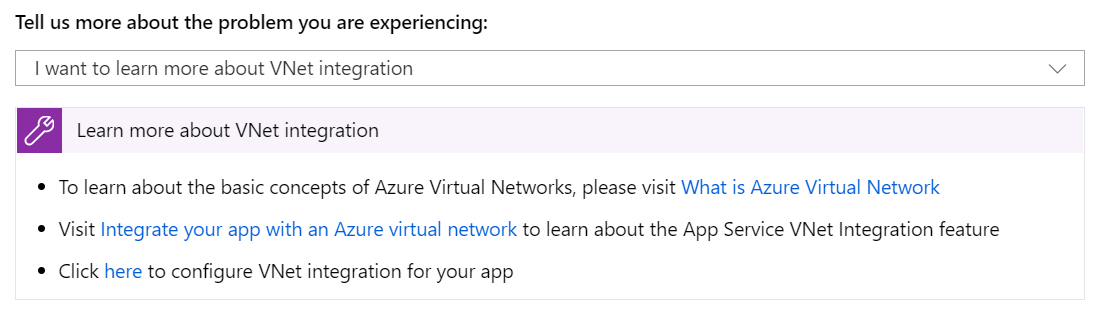 Tell us more about the problem you are experiencing:
I want to learn more about VNet integration
Learn more about VNet integration
• To learn about the basic concepts of Azure Virtual Networks, please visit What is Azure Virtual Network
• Visit Integrate your app with an Azure virtual network to learn about the App Service VNet Integration feature
• Click here to configure VNet integration for your app